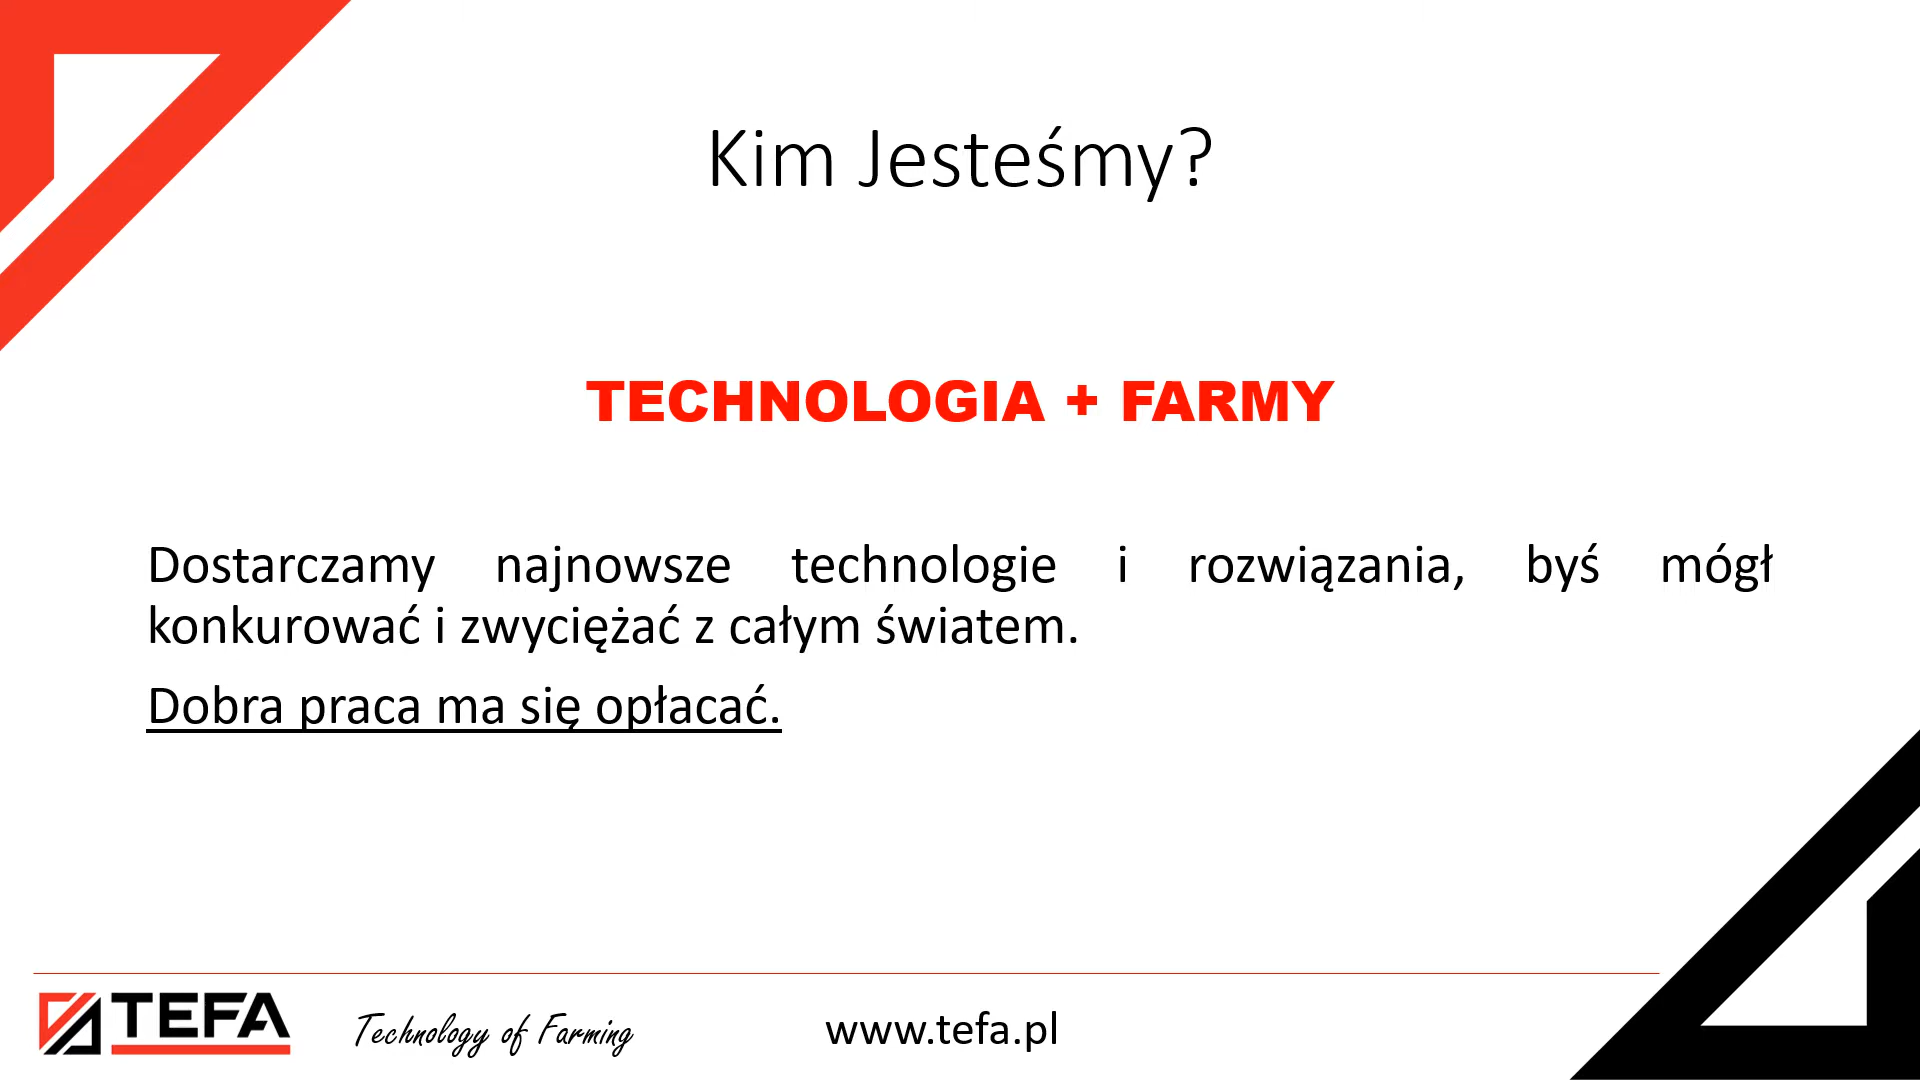 Kim Jesteśmy?
TECHNOLOGIA + FARMY
Dostarczamy najnowsze technologie i rozwiązania, byś mógł
konkurować i zwyciężać z całym światem.
Dobra praca ma się opłacać.
TEFA
Technology of Farming
www.tefa.pl